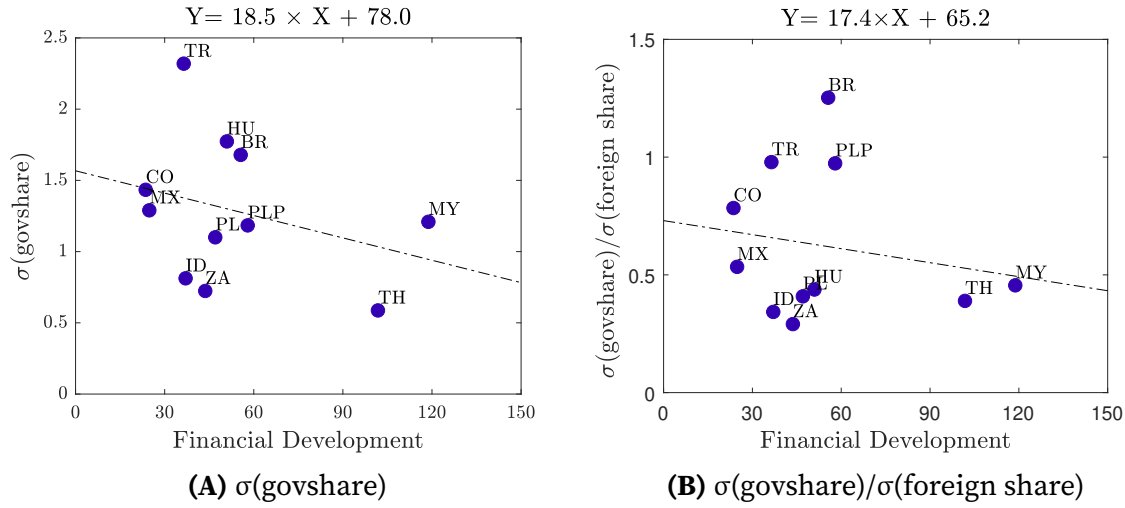 Y= 18.5 × X + 78.0
2.5
2
1.5
1
0.5
0
σ(govshare)
TR
HU
BR
CO
MX
PL
PLP
MY
ID
ZA
TH
0 30 60 90 120 150
Financial Development
(A) σ(govshare)
Y= 17.4×X + 65.2
1.5
1
0.5
0
σ(govshare)/σ(foreign share)
BR
TR
PLP
CO
MX
HU
PL
MY
TH
ID
ZA
0 30 60 90 120 150
Financial Development
(B) σ(govshare)/σ(foreign share)